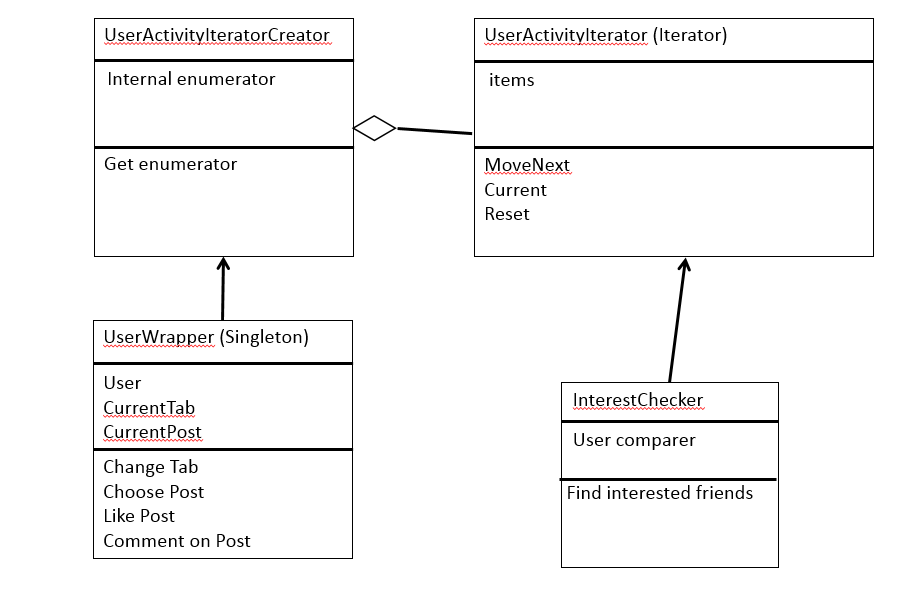 UserActivityIteratorCreator
Internal enumerator
Get enumerator
UserActivityIterator (Iterator)
items
MoveNext
Current
Reset
UserWrapper (Singleton)
User
CurrentTab
CurrentPost
Change Tab
Choose Post
Like Post
Comment on Post
InterestChecker
User comparer
Find interested friends